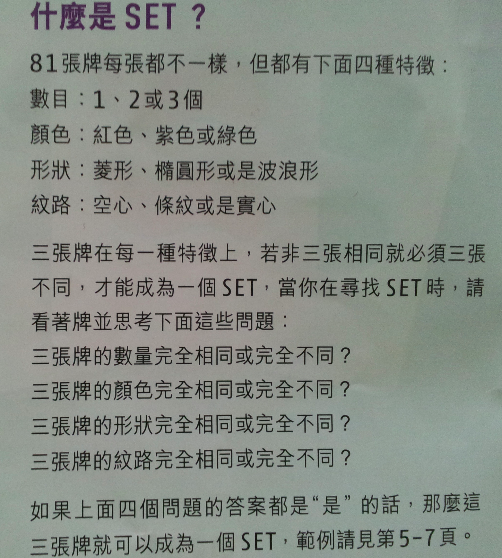 什麼是 SET ？
81張牌每張都不一樣，但都有下面四種特徵：
數目：1、2或3個
顏色：紅色、紫色或綠色
形狀：菱形、橢圓形或是波浪形
紋路：空心、條紋或是實心
三張牌在每一種特徵上，若非三張相同就必須三張
不同，才能成為一個 SET，當你在尋找 SET 時，請
看著牌並思考下面這些問題：
三張牌的數量完全相同或完全不同？
三張牌的顏色完全相同或完全不同？
三張牌的形狀完全相同或完全不同？
三張牌的紋路完全相同或完全不同？
如果上面四個問題的答案都是“是” 的話，那麼這
三張牌就可以成為一個 SET，範例請見第5-7頁。